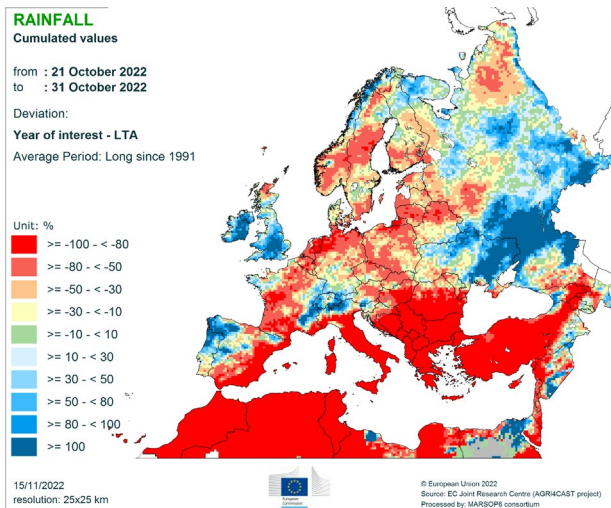 RAINFALL
Cumulated values
from : 21 October 2022
to : 31 October 2022
Deviation:
Year of interest - LTA
Average Period: Long since 1991
Unit: %
>= -100 - < -80
>= -80 - < -50
>= -50 - < -30
>= -30 - < -10
>= -10 - < 10
>= 10 - < 30
>= 30 - < 50
>= 50 - < 80
>= 80 - < 100
>= 100
15/11/2022
resolution: 25x25 km
European
Commission
© European Union 2022
Source: EC Joint Research Centre (AGRI4CAST project)
Processed by: MARSOP6 consortium